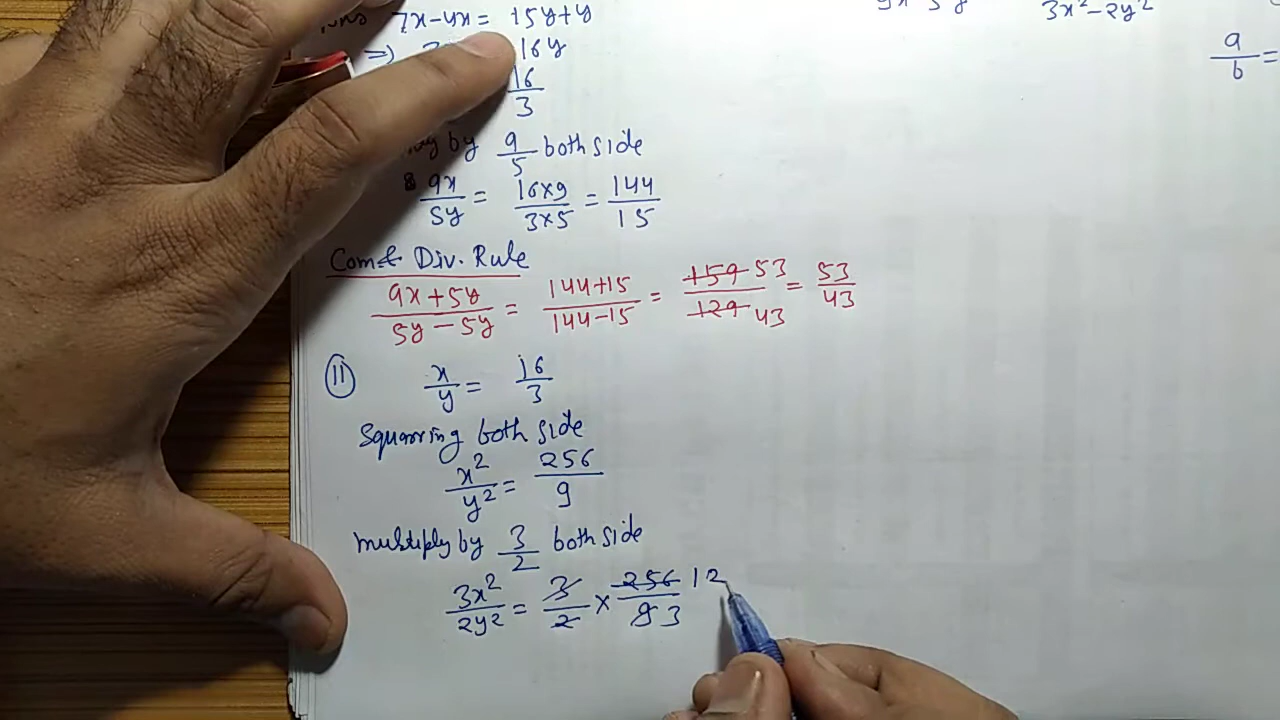 7x-4x= +5y+y
3x²-2y²
a/b =
=) 16y
16/3
by 9/5 both side
9x/5y = 16x9/3x5 = 144/15
Com & Div. Rule
9x+5y/5y-5y = 144+15/144-15 = 159 53/129 43 = 53/43
(11) x/y = 16/3
Squaring both side
x²/y² = 256/9
multiply by 3/2 both side
3x²/2y² = 3/2 x 256 12/9 3